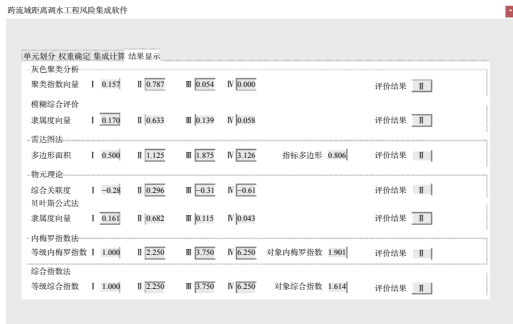 跨流域距离调水工程风险集成软件
单元划分 权重确定 集成计算 结果显示
灰色聚类分析
聚类指数向量 Ⅰ 0.157 Ⅱ 0.787 Ⅲ 0.054 Ⅳ 0.000 评价结果 Ⅱ
模糊综合评价
隶属度向量 Ⅰ 0.170 Ⅱ 0.633 Ⅲ 0.139 Ⅳ 0.058 评价结果 Ⅱ
雷达图法
多边形面积 Ⅰ 0.500 Ⅱ 1.125 Ⅲ 1.875 Ⅳ 3.126 指标多边形 0.806 评价结果 Ⅱ
物元理论
综合关联度 Ⅰ -0.28 Ⅱ 0.296 Ⅲ -0.31 Ⅳ -0.61 评价结果 Ⅱ
贝叶斯公式法
隶属度向量 Ⅰ 0.161 Ⅱ 0.682 Ⅲ 0.115 Ⅳ 0.043 评价结果 Ⅱ
内梅罗指数法
等级内梅罗指数 Ⅰ 1.000 Ⅱ 2.250 Ⅲ 3.750 Ⅳ 6.250 对象内梅罗指数 1.901 评价结果 Ⅱ
综合指数法
等级综合指数 Ⅰ 1.000 Ⅱ 2.250 Ⅲ 3.750 Ⅳ 6.250 对象综合指数 1.614 评价结果 Ⅱ